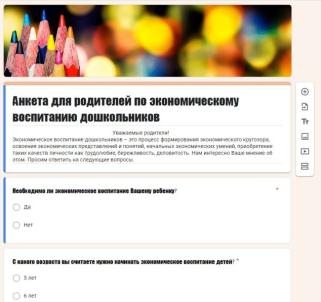 Анкета для родителей по экономическому
воспитанию дошкольников
Уважаемые родители!
Экономическое воспитание дошкольников – это процесс формирования экономического кругозора,
освоения экономических представлений и понятий, начальных экономических умений, приобретение
таких качеств личности как трудолюбие, бережливость, деловитость. Нам интересно Ваше мнение об
этом. Просим ответить на следующие вопросы.
Необходимо ли экономическое воспитание Вашему ребенку? *
Да
Нет
С какого возраста вы считаете нужно начинать экономическое воспитание детей? *
5 лет
6 лет
Тт